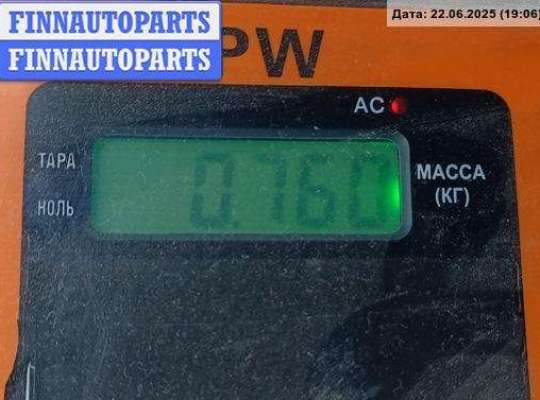 FINNAUTOPARTS
FINNAUTOPARTS
Дата: 22.06.2025 (19:06)
PW
AC
ТАРА
НОЛЬ
0.760
МАССА
(КГ)